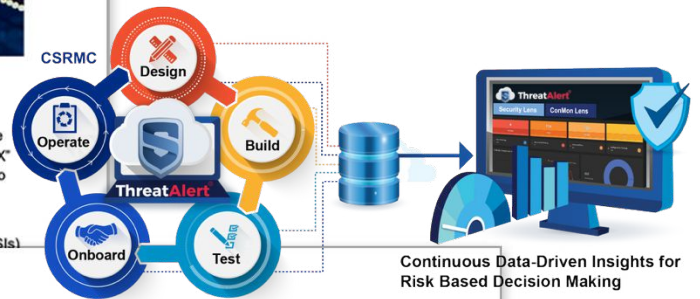 CSRMC
Design
Operate
Build
ThreatAlert
Onboard
Test
ThreatAlert
Security Lens
ConMon Lens
Continuous Data-Driven Insights for
Risk Based Decision Making